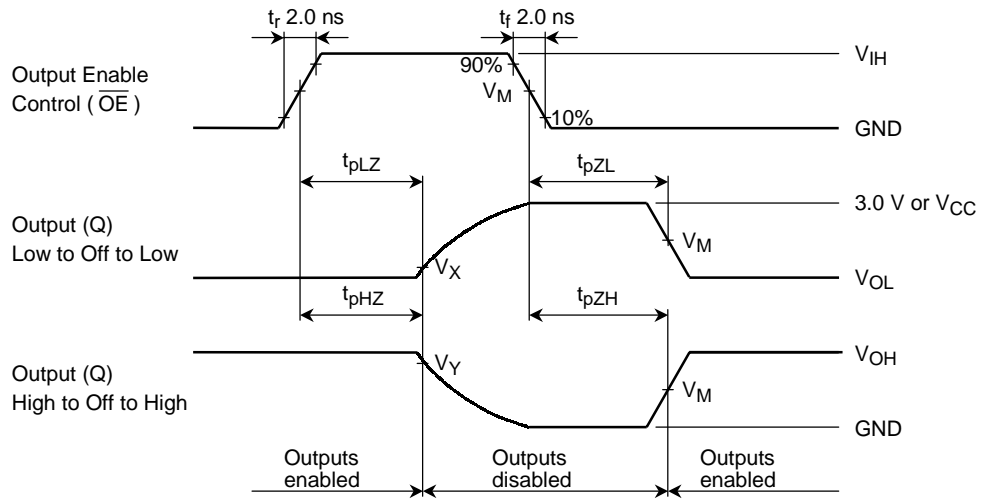 tr 2.0 ns
tf 2.0 ns
Output Enable
Control ( OE )
90%
VM
10%
VIH
GND
tpLZ
tpZL
Output (Q)
Low to Off to Low
VX
VM
3.0 V or VCC
VOL
tpHZ
tpZH
Output (Q)
High to Off to High
VY
VM
VOH
GND
Outputs
enabled
Outputs
disabled
Outputs
enabled